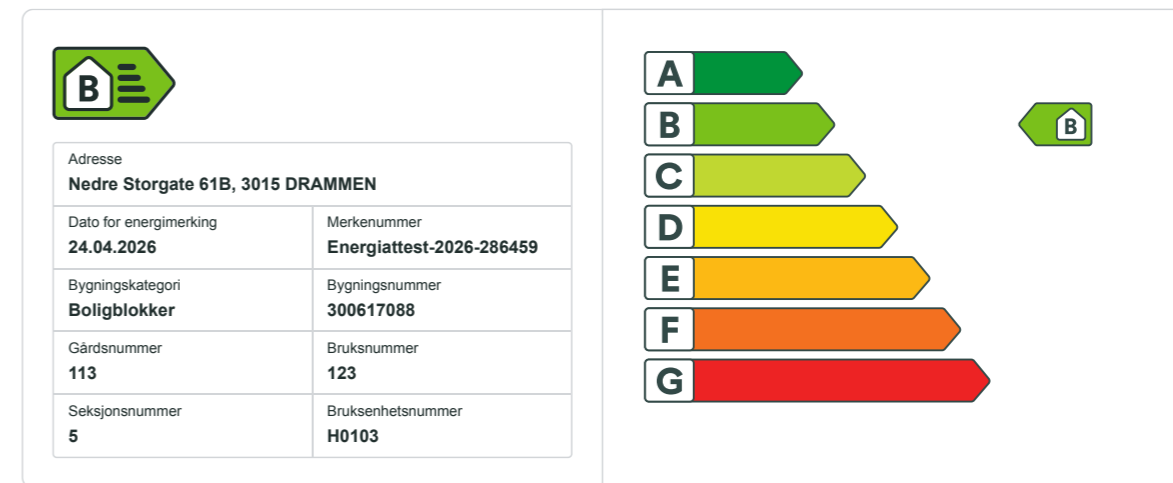 B
Adresse
Nedre Storgate 61B, 3015 DRAMMEN
Dato for energimerking
24.04.2026
Merkenummer
Energiattest-2026-286459
Bygningskategori
Boligblokker
Bygningsnummer
300617088
Gårdsnummer
113
Bruksnummer
123
Seksjonsnummer
5
Bruksenhetsnummer
H0103
A
B
B
C
D
E
F
G